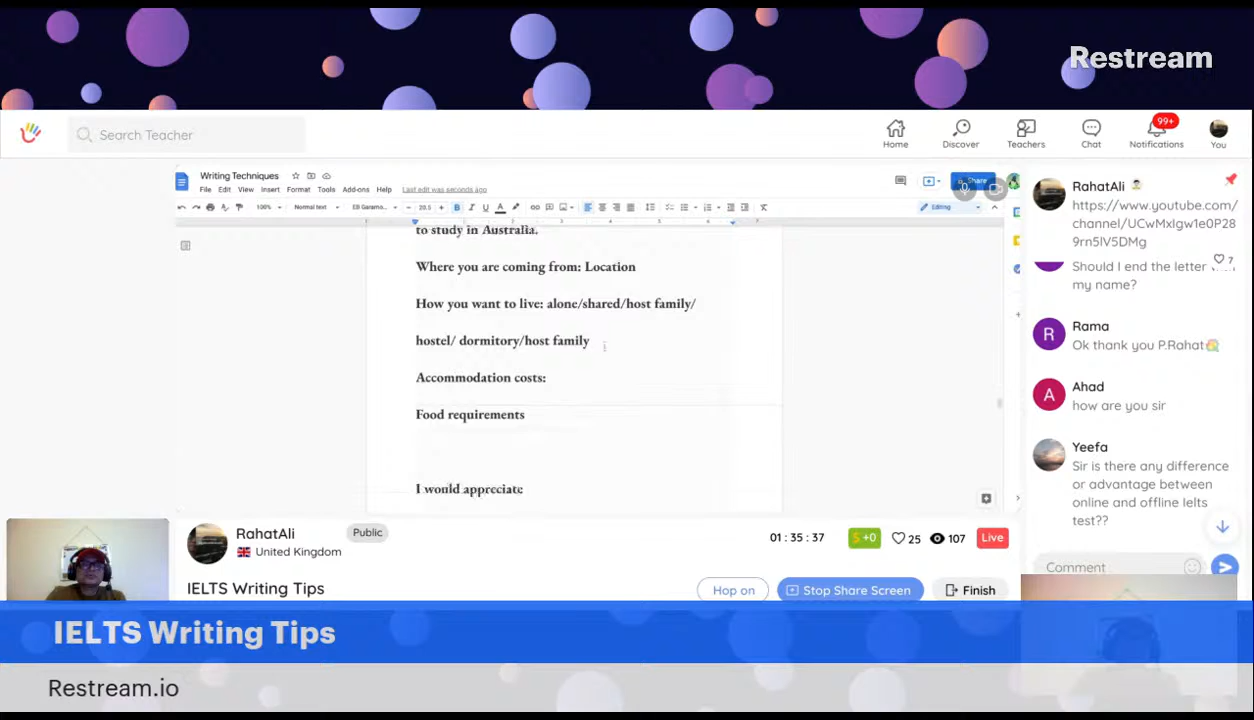 Restream
Search Teacher
Home
Discover
Teachers
Chat
99+
Notifications
You
Writing Techniques
File Edit View Insert Format Tools Add-ons Help Last edit was seconds ago
Share
100% Normal text EB Garamo... 20.5 Editing
to study in Australia.
Where you are coming from: Location
How you want to live: alone/shared/host family/
hostel/ dormitory/host family
Accommodation costs:
Food requirements
I would appreciate
RahatAli
https://www.youtube.com/
channel/UCwMxIgw1e0P28
9rn5lV5DMg
7
Should I end the letter
my name?
Rama
Ok thank you P.Rahat
Ahad
how are you sir
Yeefa
Sir is there any difference
or advantage between
online and offline Ielts
test??
Comment
RahatAli
Public
United Kingdom
01 : 35 : 37
$ +0
25
107
Live
IELTS Writing Tips
Hop on
Stop Share Screen
Finish
IELTS Writing Tips
Restream.io